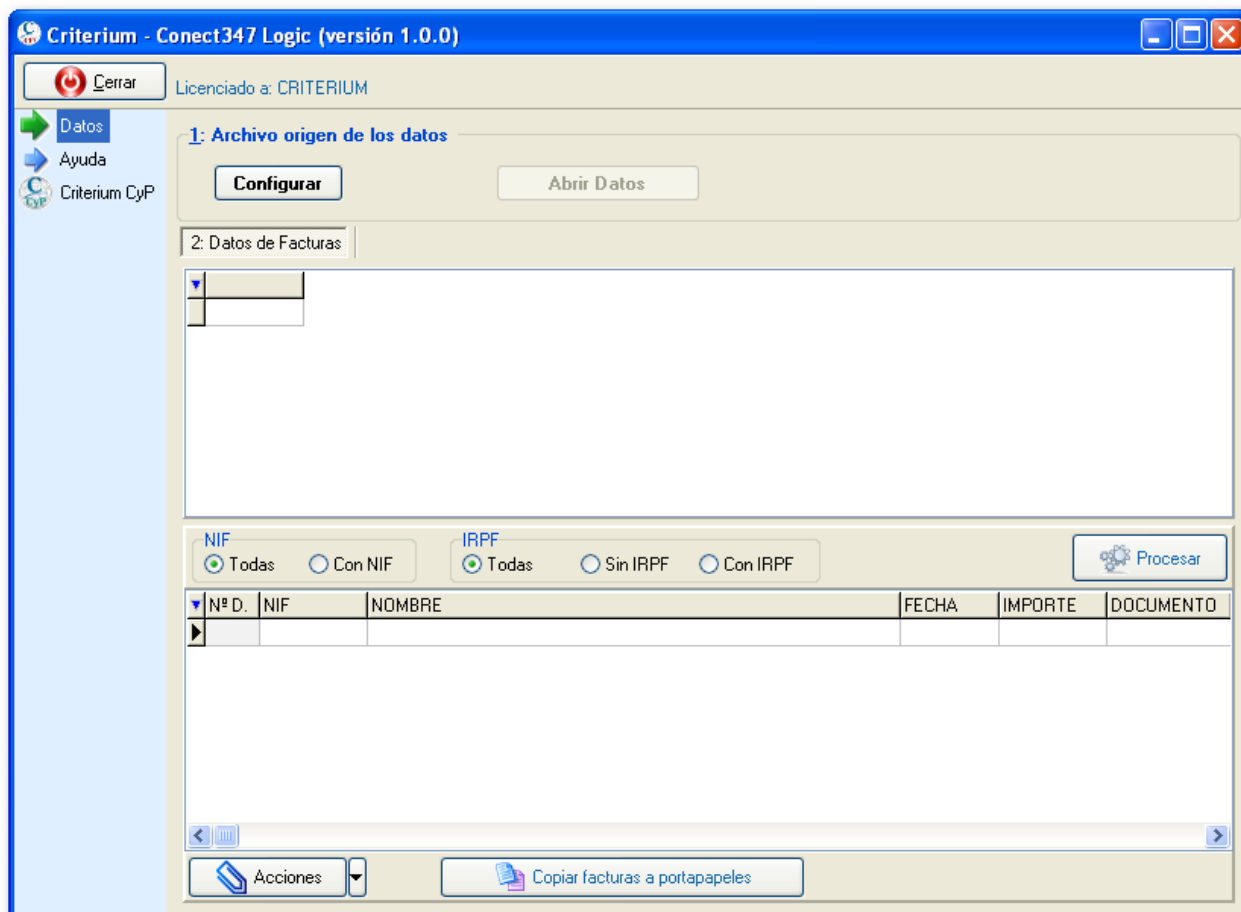 Criterium - Conect347 Logic (versión 1.0.0)
Cerrar
Licenciado a: CRITERIUM
Datos
Ayuda
Criterium CyP
1: Archivo origen de los datos
Configurar
Abrir Datos
2: Datos de Facturas
NIF
Todas
Con NIF
IRPF
Todas
Sin IRPF
Con IRPF
Procesar
Nº D. NIF NOMBRE FECHA IMPORTE DOCUMENTO
Acciones
Copiar facturas a portapapeles